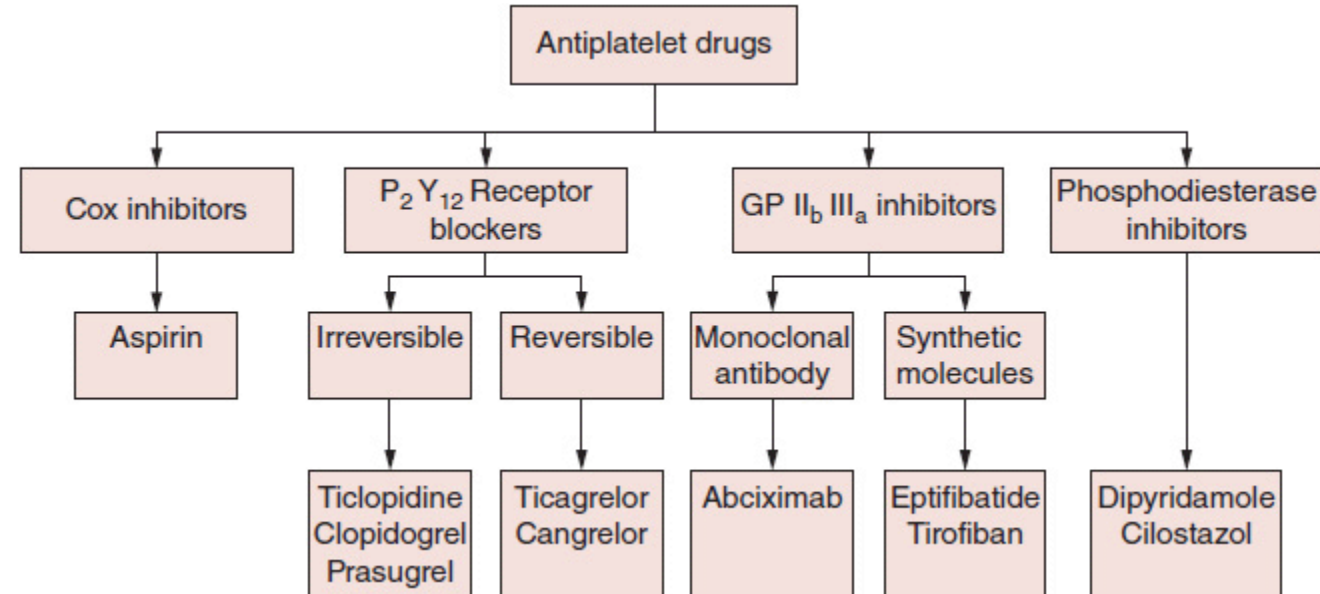 Antiplatelet drugs
Cox inhibitors
P₂ Y₁₂ Receptor
blockers
GP IIb IIIa inhibitors
Phosphodiesterase
inhibitors
Aspirin
Irreversible
Reversible
Monoclonal
antibody
Synthetic
molecules
Ticlopidine
Clopidogrel
Prasugrel
Ticagrelor
Cangrelor
Abciximab
Eptifibatide
Tirofiban
Dipyridamole
Cilostazol